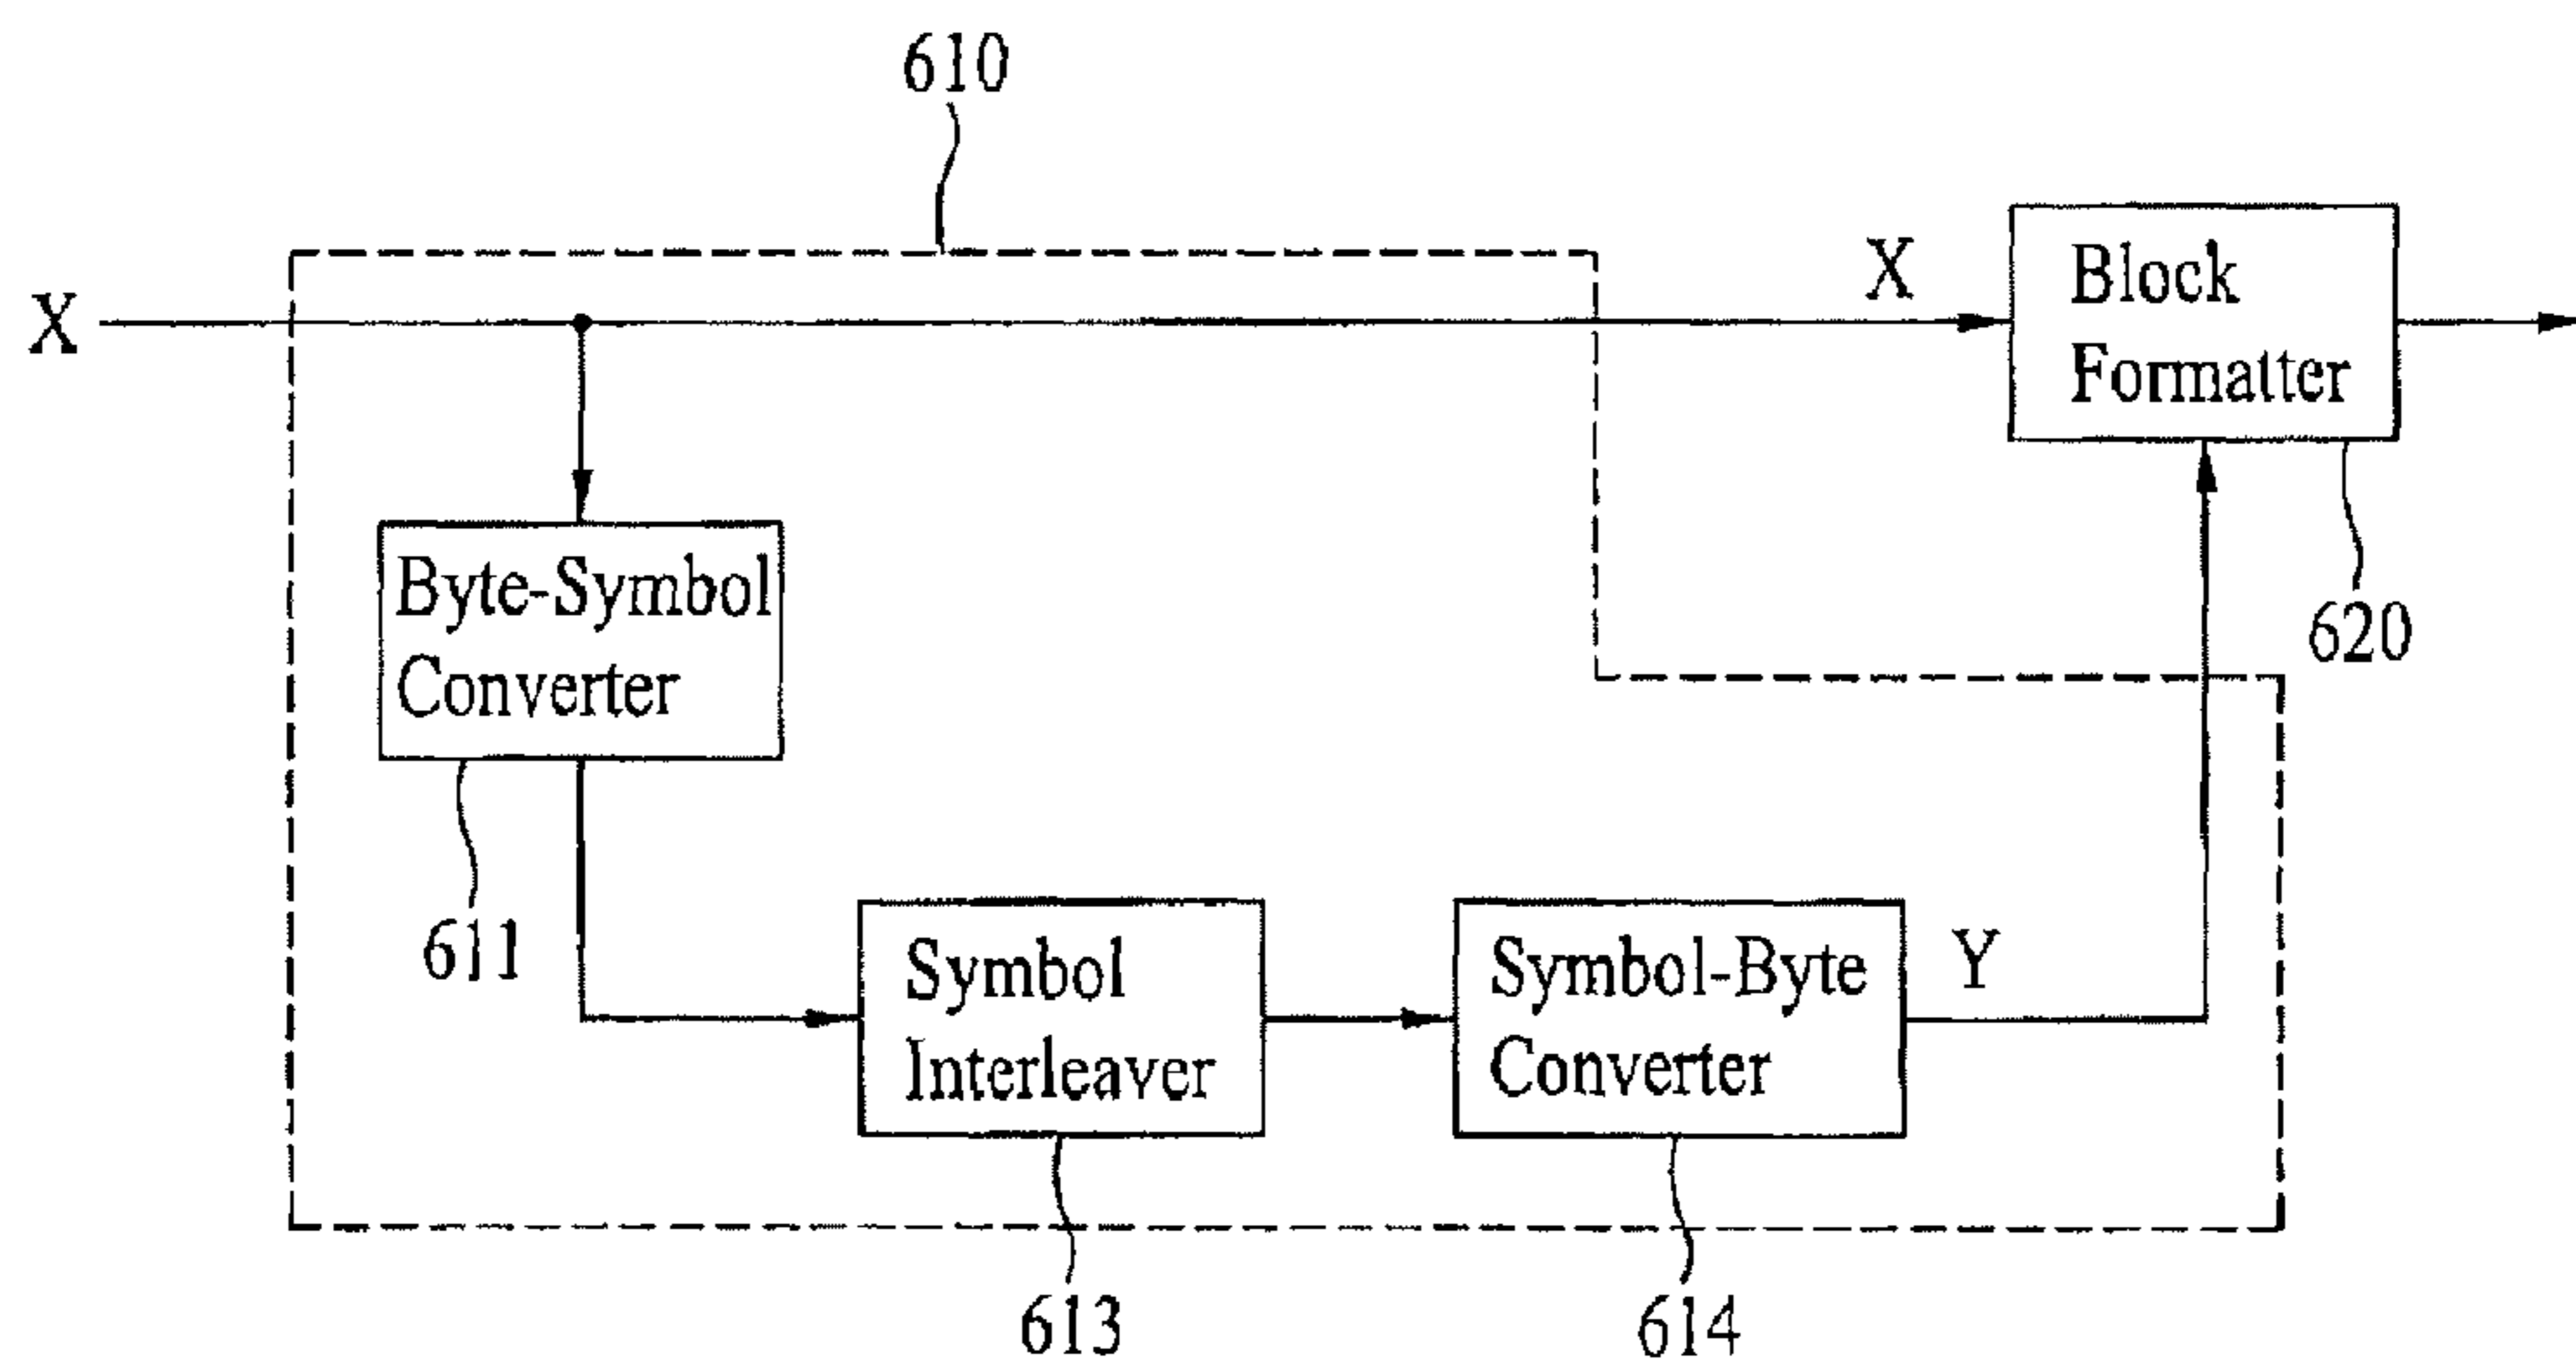 610
X
X
Block
Formatter
620
Byte-Symbol
Converter
611
Symbol
Interleaver
613
Symbol-Byte
Converter
614
Y